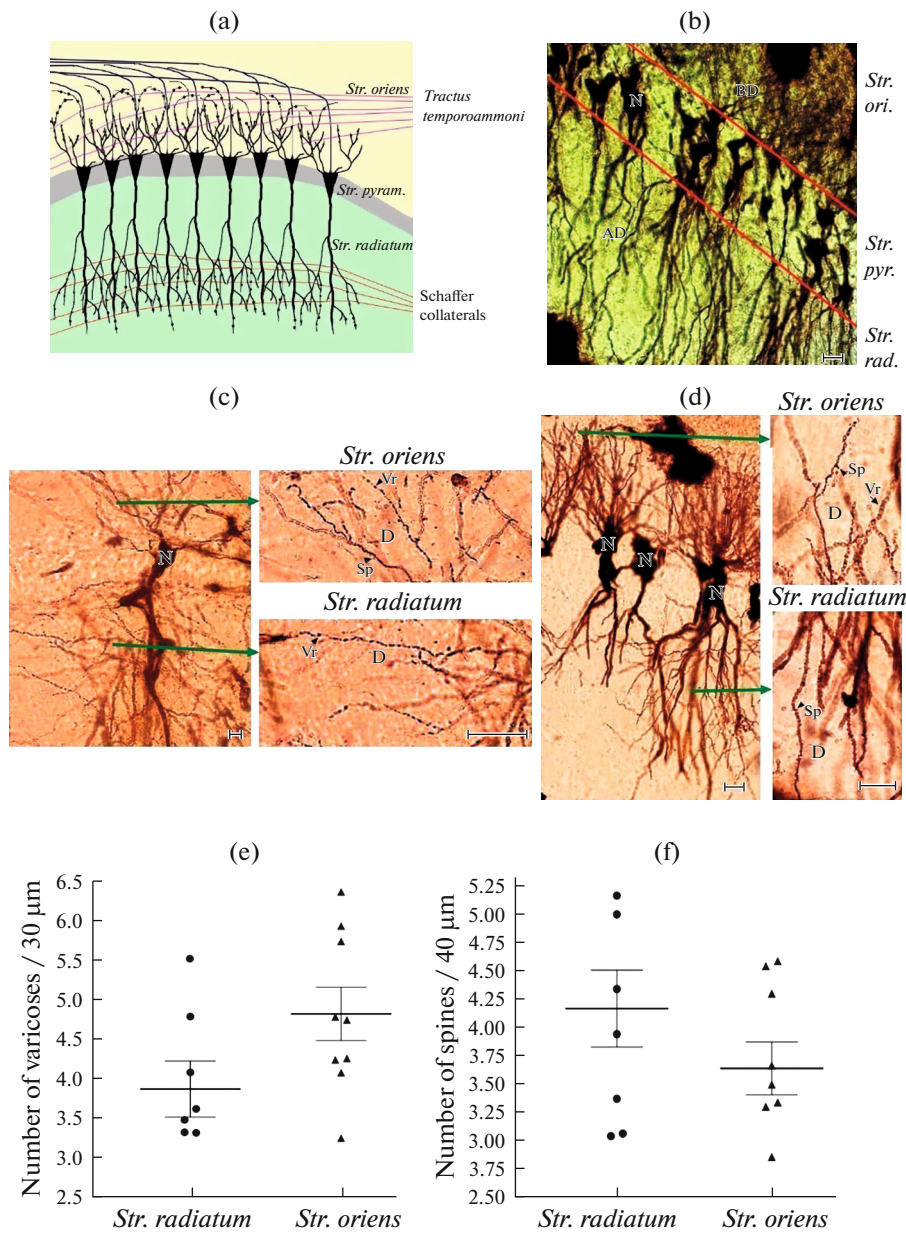 (a)
Str. oriens
Tractus
temporoammoni
Str. pyram.
Str. radiatum
Schaffer
collaterals
(b)
BD
N
AD
Str.
ori.
Str.
pyr.
Str.
rad.
(c)
N
Str. oriens
Vr
D
Sp
Str. radiatum
Vr
D
(d)
N
N
N
Str. oriens
Sp
Vr
D
Str. radiatum
Sp
D
(e)
Number of varicoses / 30 μm
6.5
6.0
5.5
5.0
4.5
4.0
3.5
3.0
2.5
Str. radiatum
Str. oriens
(f)
Number of spines / 40 μm
5.25
5.00
4.75
4.50
4.25
4.00
3.75
3.50
3.25
3.00
3.75
2.50
Str. radiatum
Str. oriens